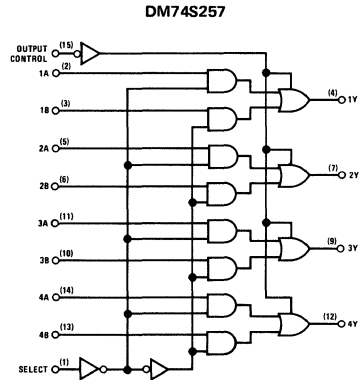 DM74S257
OUTPUT CONTROL (15)
1A (2)
(4) 1Y
1B (3)
2A (5)
(7) 2Y
2B (6)
3A (11)
(9) 3Y
3B (10)
4A (14)
(12) 4Y
4B (13)
SELECT (1)